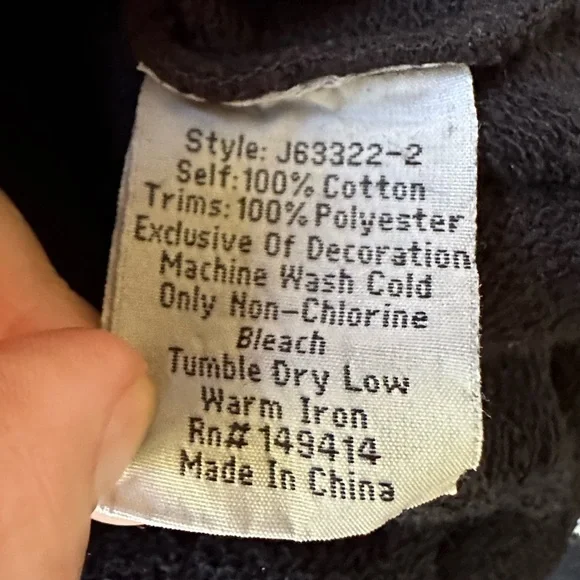 Style: J63322-2
Self:100% Cotton
Trims:100% Polyester
Exclusive Of Decoration
Machine Wash Cold
Only Non-Chlorine
Bleach
Tumble Dry Low
Warm Iron
Rn# 149414
Made In China